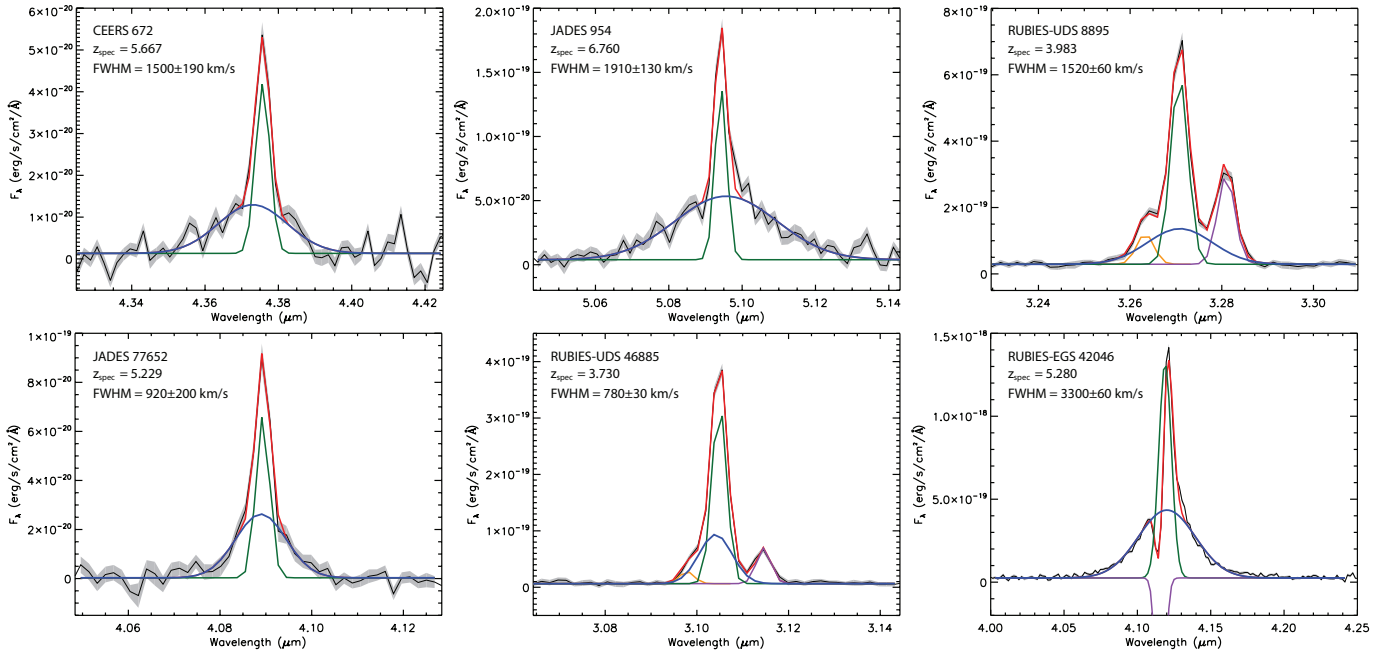 CEERS 672
z_spec = 5.667
FWHM = 1500±190 km/s
6×10⁻²⁰
5×10⁻²⁰
4×10⁻²⁰
3×10⁻²⁰
2×10⁻²⁰
1×10⁻²⁰
0
F_λ (erg/s/cm²/Å)
4.34 4.36 4.38 4.40 4.42
Wavelength (μm)
JADES 954
z_spec = 6.760
FWHM = 1910±130 km/s
2.0×10⁻¹⁹
1.5×10⁻¹⁹
1.0×10⁻¹⁹
5.0×10⁻²⁰
0
F_λ (erg/s/cm²/Å)
5.06 5.08 5.10 5.12 5.14
Wavelength (μm)
RUBIES-UDS 8895
z_spec = 3.983
FWHM = 1520±60 km/s
8×10⁻¹⁹
6×10⁻¹⁹
4×10⁻¹⁹
2×10⁻¹⁹
0
F_λ (erg/s/cm²/Å)
3.24 3.26 3.28 3.30
Wavelength (μm)
JADES 77652
z_spec = 5.229
FWHM = 920±200 km/s
1×10⁻¹⁹
8×10⁻²⁰
6×10⁻²⁰
4×10⁻²⁰
2×10⁻²⁰
0
F_λ (erg/s/cm²/Å)
4.06 4.08 4.10 4.12
Wavelength (μm)
RUBIES-UDS 46885
z_spec = 3.730
FWHM = 780±30 km/s
4×10⁻¹⁹
3×10⁻¹⁹
2×10⁻¹⁹
1×10⁻¹⁹
0
F_λ (erg/s/cm²/Å)
3.08 3.10 3.12 3.14
Wavelength (μm)
RUBIES-EGS 42046
z_spec = 5.280
FWHM = 3300±60 km/s
1.5×10⁻¹⁸
1.0×10⁻¹⁸
5.0×10⁻¹⁹
0
F_λ (erg/s/cm²/Å)
4.00 4.05 4.10 4.15 4.20 4.25
Wavelength (μm)